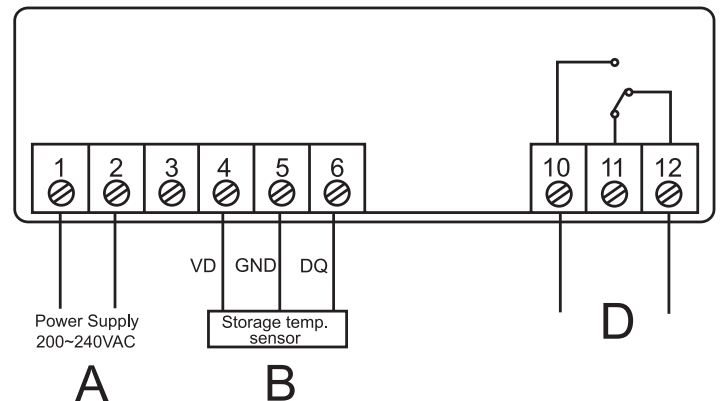 1 2 3 4 5 6 10 11 12
VD GND DQ
Power Supply
200~240VAC
Storage temp.
sensor
A B D